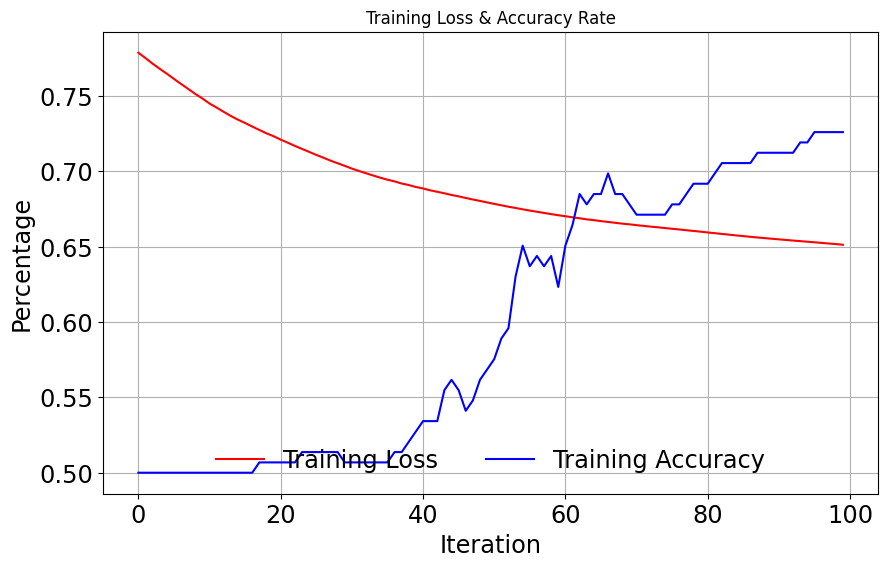 Training Loss & Accuracy Rate
Percentage
0.75
0.70
0.65
0.60
0.55
0.50
Training Loss
Training Accuracy
0 20 40 60 80 100
Iteration